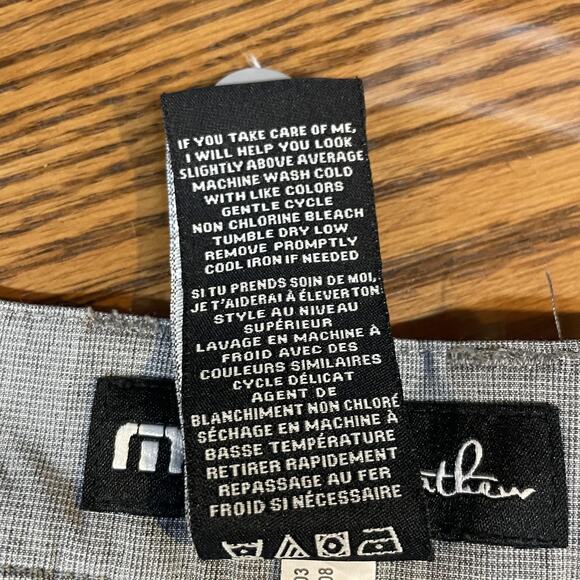 IF YOU TAKE CARE OF ME,
I WILL HELP YOU LOOK
SLIGHTLY ABOVE AVERAGE
MACHINE WASH COLD
WITH LIKE COLORS
GENTLE CYCLE
NON CHLORINE BLEACH
TUMBLE DRY LOW
REMOVE PROMPTLY
COOL IRON IF NEEDED
SI TU PRENDS SOIN DE MOI,
JE T'AIDERAI À ÉLEVER TON
STYLE AU NIVEAU
SUPÉRIEUR
LAVAGE EN MACHINE À
FROID AVEC DES
COULEURS SIMILAIRES
CYCLE DÉLICAT
AGENT DE
BLANCHIMENT NON CHLORÉ
SÉCHAGE EN MACHINE À
BASSE TEMPÉRATURE
RETIRER RAPIDEMENT
REPASSAGE AU FER
FROID SI NÉCESSAIRE
m
thew
03
08